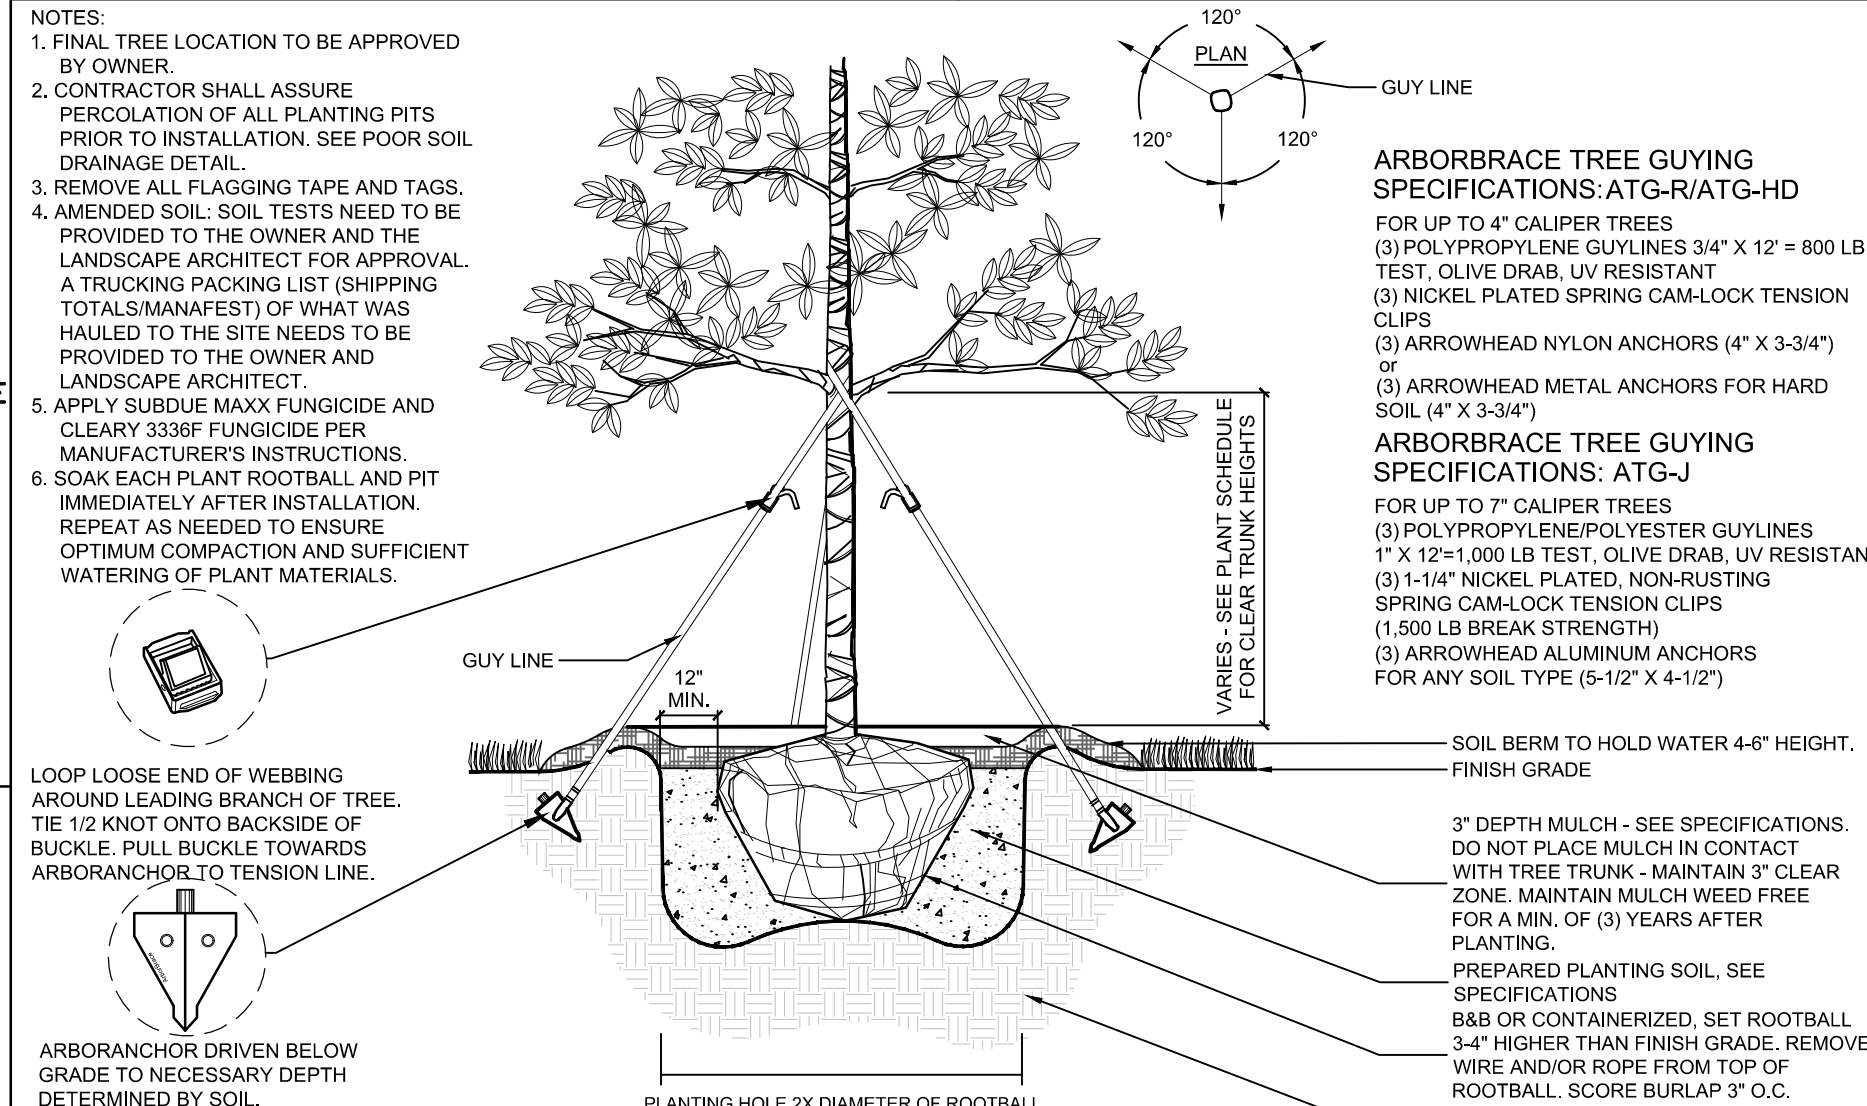 NOTES:
1. FINAL TREE LOCATION TO BE APPROVED
BY OWNER.
2. CONTRACTOR SHALL ASSURE
PERCOLATION OF ALL PLANTING PITS
PRIOR TO INSTALLATION. SEE POOR SOIL
DRAINAGE DETAIL.
3. REMOVE ALL FLAGGING TAPE AND TAGS.
4. AMENDED SOIL: SOIL TESTS NEED TO BE
PROVIDED TO THE OWNER AND THE
LANDSCAPE ARCHITECT FOR APPROVAL.
A TRUCKING PACKING LIST (SHIPPING
TOTALS/MANAFEST) OF WHAT WAS
HAULED TO THE SITE NEEDS TO BE
PROVIDED TO THE OWNER AND
LANDSCAPE ARCHITECT.
5. APPLY SUBDUE MAXX FUNGICIDE AND
CLEARY 3336F FUNGICIDE PER
MANUFACTURER'S INSTRUCTIONS.
6. SOAK EACH PLANT ROOTBALL AND PIT
IMMEDIATELY AFTER INSTALLATION.
REPEAT AS NEEDED TO ENSURE
OPTIMUM COMPACTION AND SUFFICIENT
WATERING OF PLANT MATERIALS.
GUY LINE
12"
MIN.
LOOP LOOSE END OF WEBBING
AROUND LEADING BRANCH OF TREE.
TIE 1/2 KNOT ONTO BACKSIDE OF
BUCKLE. PULL BUCKLE TOWARDS
ARBORANCHOR TO TENSION LINE.
ArborBrace
ARBORANCHOR DRIVEN BELOW
GRADE TO NECESSARY DEPTH
DETERMINED BY SOIL.
PLANTING HOLE 2X DIAMETER OF ROOTBALL
VARIES - SEE PLANT SCHEDULE
FOR CLEAR TRUNK HEIGHTS
120°
PLAN
120°
120°
GUY LINE
ARBORBRACE TREE GUYING
SPECIFICATIONS: ATG-R/ATG-HD
FOR UP TO 4" CALIPER TREES
(3) POLYPROPYLENE GUYLINES 3/4" X 12' = 800 LB
TEST, OLIVE DRAB, UV RESISTANT
(3) NICKEL PLATED SPRING CAM-LOCK TENSION
CLIPS
(3) ARROWHEAD NYLON ANCHORS (4" X 3-3/4")
or
(3) ARROWHEAD METAL ANCHORS FOR HARD
SOIL (4" X 3-3/4")
ARBORBRACE TREE GUYING
SPECIFICATIONS: ATG-J
FOR UP TO 7" CALIPER TREES
(3) POLYPROPYLENE/POLYESTER GUYLINES
1" X 12'=1,000 LB TEST, OLIVE DRAB, UV RESISTAN
(3) 1-1/4" NICKEL PLATED, NON-RUSTING
SPRING CAM-LOCK TENSION CLIPS
(1,500 LB BREAK STRENGTH)
(3) ARROWHEAD ALUMINUM ANCHORS
FOR ANY SOIL TYPE (5-1/2" X 4-1/2")
SOIL BERM TO HOLD WATER 4-6" HEIGHT.
FINISH GRADE
3" DEPTH MULCH - SEE SPECIFICATIONS.
DO NOT PLACE MULCH IN CONTACT
WITH TREE TRUNK - MAINTAIN 3" CLEAR
ZONE. MAINTAIN MULCH WEED FREE
FOR A MIN. OF (3) YEARS AFTER
PLANTING.
PREPARED PLANTING SOIL, SEE
SPECIFICATIONS
B&B OR CONTAINERIZED, SET ROOTBALL
3-4" HIGHER THAN FINISH GRADE. REMOVE
WIRE AND/OR ROPE FROM TOP OF
ROOTBALL. SCORE BURLAP 3" O.C.